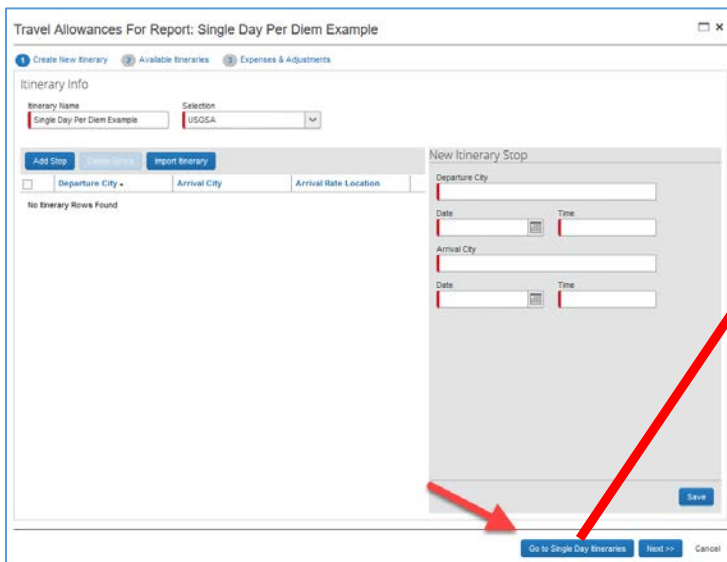 Travel Allowances For Report: Single Day Per Diem Example
1 Create New Itinerary 2 Available Itineraries 3 Expenses & Adjustments
Itinerary Info
Itinerary Name Selection
Single Day Per Diem Example USGSA
Add Stop Delete Rows Import Itinerary
Departure City Arrival City Arrival Rate Location
No Itinerary Rows Found
New Itinerary Stop
Departure City
Date Time
Arrival City
Date Time
Save
Go to Single Day Itineraries Next >> Cancel